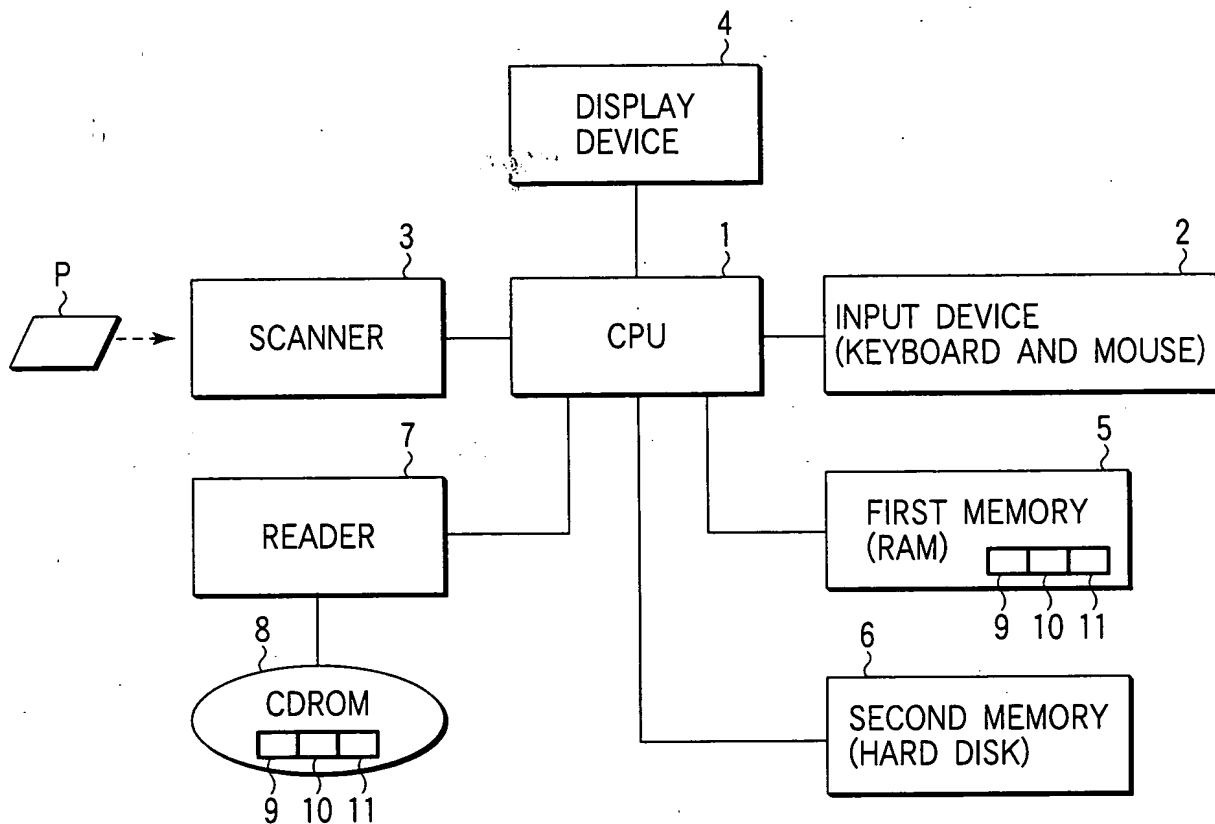 4
DISPLAY
DEVICE
P
3
SCANNER
1
CPU
2
INPUT DEVICE
(KEYBOARD AND MOUSE)
7
READER
5
FIRST MEMORY
(RAM)
9 10 11
8
CDROM
9 10 11
6
SECOND MEMORY
(HARD DISK)